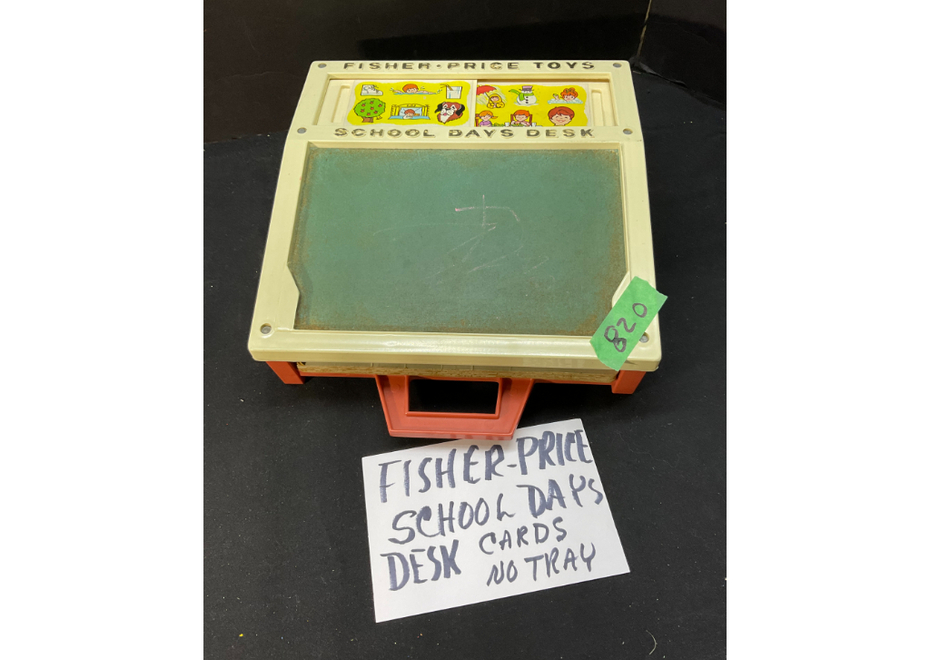 FISHER-PRICE TOYS
SCHOOL DAYS DESK
820
FISHER-PRICE
SCHOOL DAYS
DESK CARDS
NO TRAY